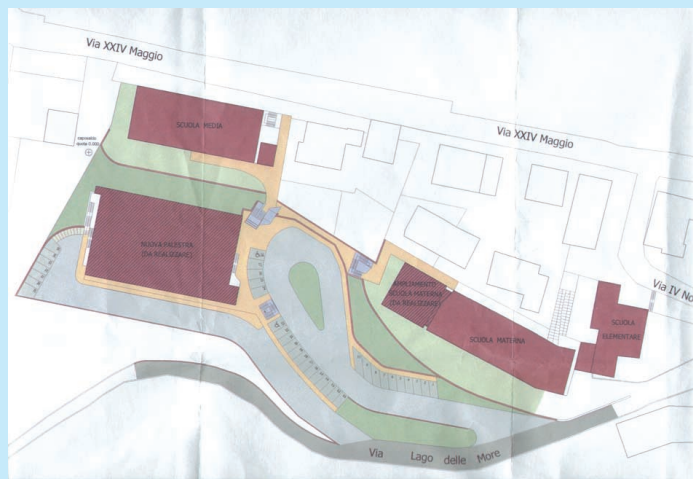 Via XXIV Maggio
SCUOLA MEDIA
Via XXIV Maggio
NUOVA PALESTRA
(DA REALIZZARE)
AMPLIAMENTO
SCUOLA MATERNA
(DA REALIZZARE)
SCUOLA MATERNA
SCUOLA
ELEMENTARE
Via IV No
Via Lago delle More